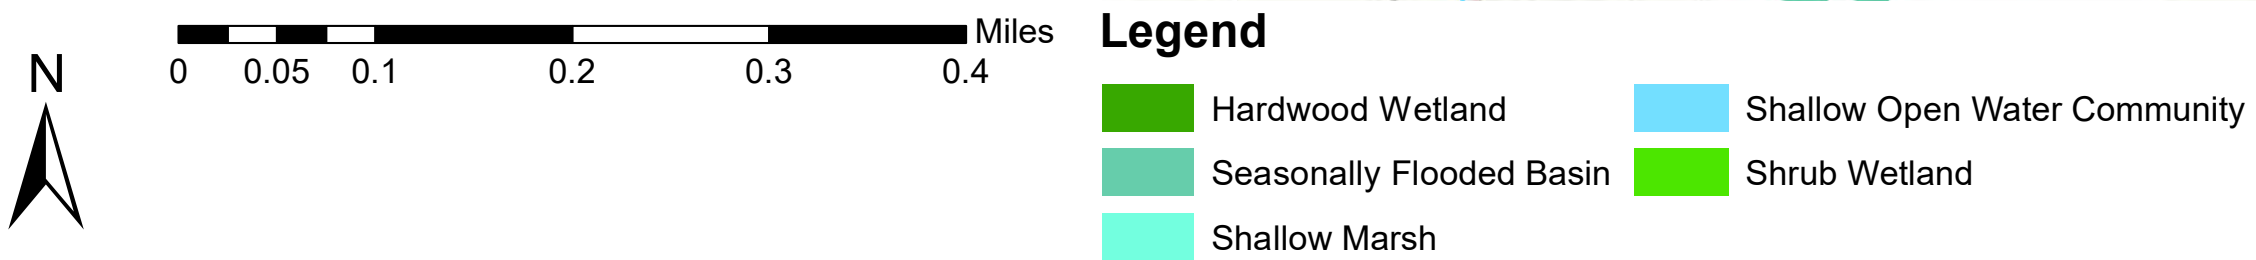 Miles
0 0.05 0.1 0.2 0.3 0.4
N
Legend
Hardwood Wetland
Seasonally Flooded Basin
Shallow Marsh
Shallow Open Water Community
Shrub Wetland